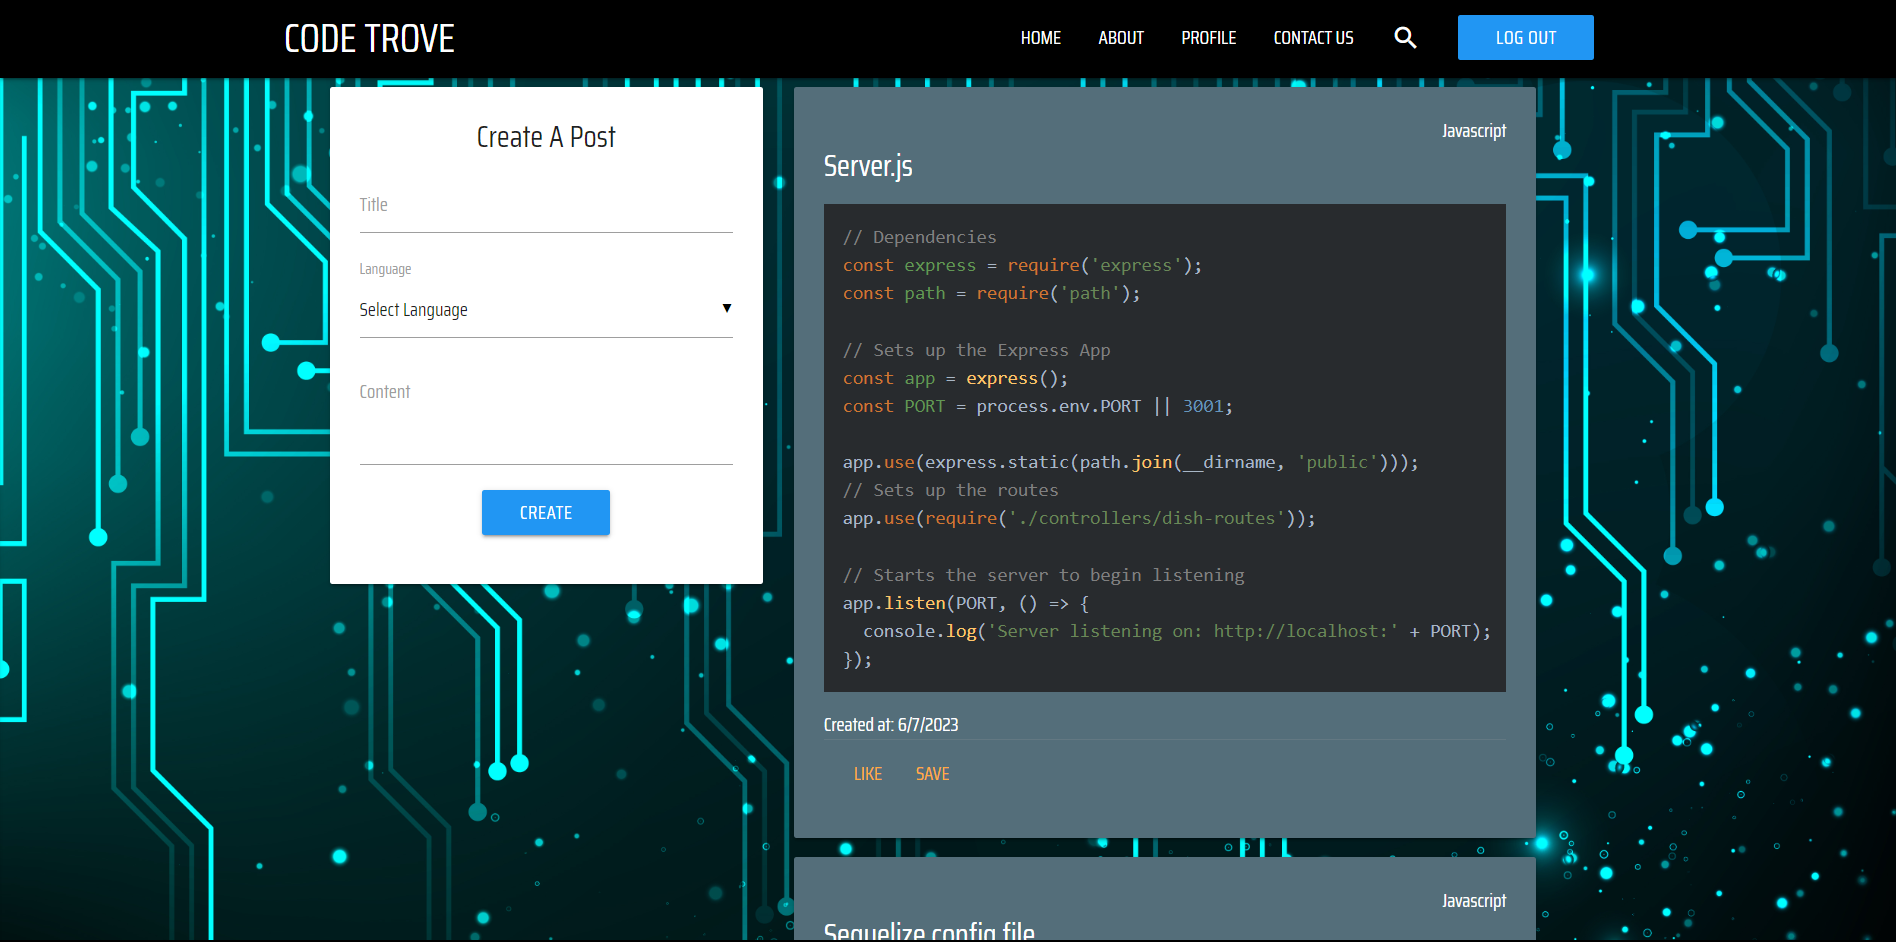 CODE TROVE
HOME ABOUT PROFILE CONTACT US LOG OUT
Create A Post
Title
Language
Select Language
Content
CREATE
Javascript
Server.js
// Dependencies
const express = require('express');
const path = require('path');
// Sets up the Express App
const app = express();
const PORT = process.env.PORT || 3001;
app.use(express.static(path.join(__dirname, 'public')));
// Sets up the routes
app.use(require('./controllers/dish-routes'));
// Starts the server to begin listening
app.listen(PORT, () => {
  console.log('Server listening on: http://localhost:' + PORT);
});
Created at: 6/7/2023
LIKE SAVE
Javascript
Sequelize config file